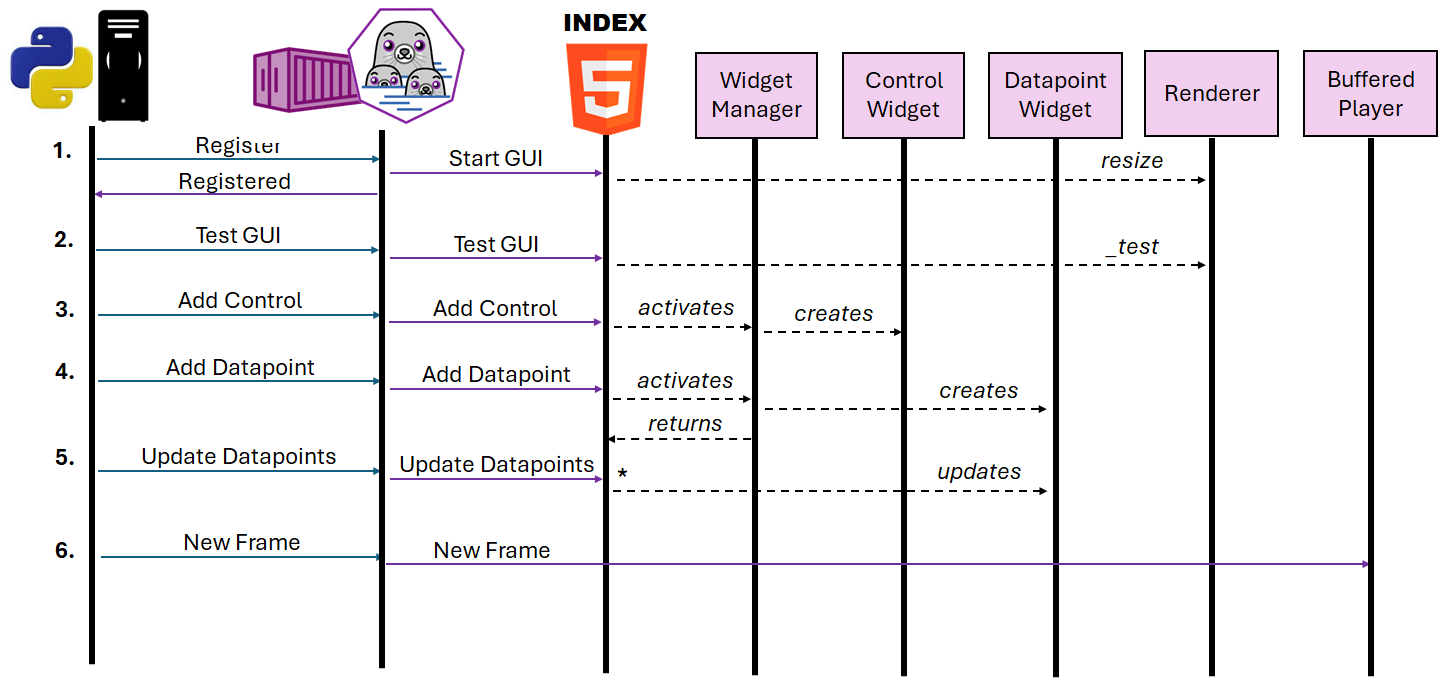 INDEX
Widget
Manager
Control
Widget
Datapoint
Widget
Renderer
Buffered
Player
1.
Register
Start GUI
resize
Registered
2.
Test GUI
Test GUI
_test
3.
Add Control
Add Control
activates
creates
4.
Add Datapoint
Add Datapoint
activates
creates
returns
5.
Update Datapoints
Update Datapoints
*
updates
6.
New Frame
New Frame